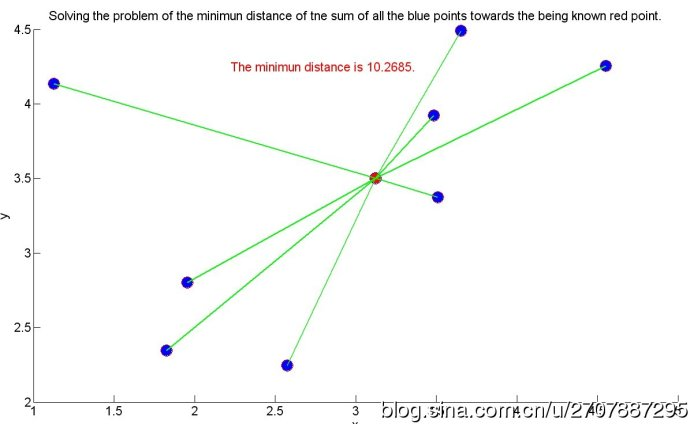 Solving the problem of the minimun distance of tne sum of all the blue points towards the being known red point.
The minimun distance is 10.2685.
4.5
4
3.5
3
2.5
2
y
1
1.5
2
2.5
3
4
x
blog.sina.com.cn/u/2707887295